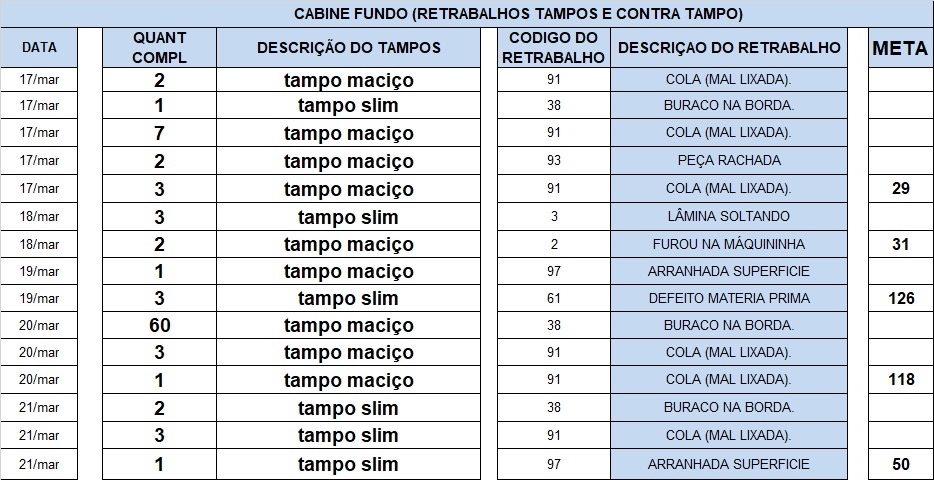 CABINE FUNDO (RETRABALHOS TAMPOS E CONTRA TAMPO)
DATA QUANT COMPL DESCRIÇÃO DO TAMPOS CODIGO DO RETRABALHO DESCRIÇAO DO RETRABALHO META
17/mar 2 tampo maciço 91 COLA (MAL LIXADA).
17/mar 1 tampo slim 38 BURACO NA BORDA.
17/mar 7 tampo maciço 91 COLA (MAL LIXADA).
17/mar 2 tampo maciço 93 PEÇA RACHADA
17/mar 3 tampo maciço 91 COLA (MAL LIXADA). 29
18/mar 3 tampo slim 3 LÂMINA SOLTANDO
18/mar 2 tampo maciço 2 FUROU NA MÁQUININHA 31
19/mar 1 tampo maciço 97 ARRANHADA SUPERFICIE
19/mar 3 tampo slim 61 DEFEITO MATERIA PRIMA 126
20/mar 60 tampo maciço 38 BURACO NA BORDA.
20/mar 3 tampo maciço 91 COLA (MAL LIXADA).
20/mar 1 tampo maciço 91 COLA (MAL LIXADA). 118
21/mar 2 tampo slim 38 BURACO NA BORDA.
21/mar 3 tampo slim 91 COLA (MAL LIXADA).
21/mar 1 tampo slim 97 ARRANHADA SUPERFICIE 50